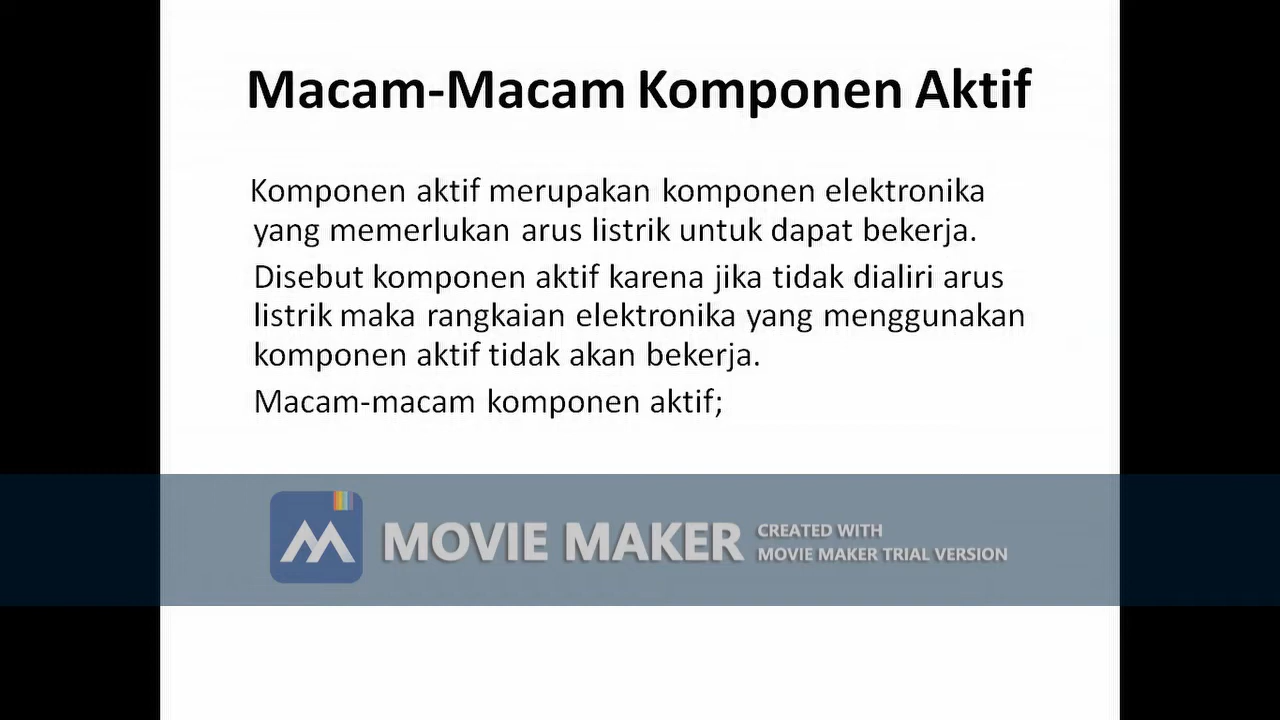 Macam-Macam Komponen Aktif
Komponen aktif merupakan komponen elektronika
yang memerlukan arus listrik untuk dapat bekerja.
Disebut komponen aktif karena jika tidak dialiri arus
listrik maka rangkaian elektronika yang menggunakan
komponen aktif tidak akan bekerja.
Macam-macam komponen aktif;
MOVIE MAKER
CREATED WITH
MOVIE MAKER TRIAL VERSION